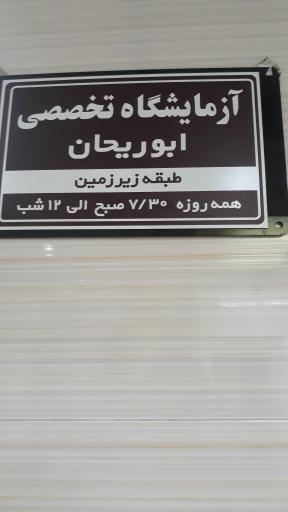 آزمایشگاه تخصصی
ابوریحان
طبقه زیرزمین
همه روزه ۷/۳۰ صبح الی ۱۲ شب